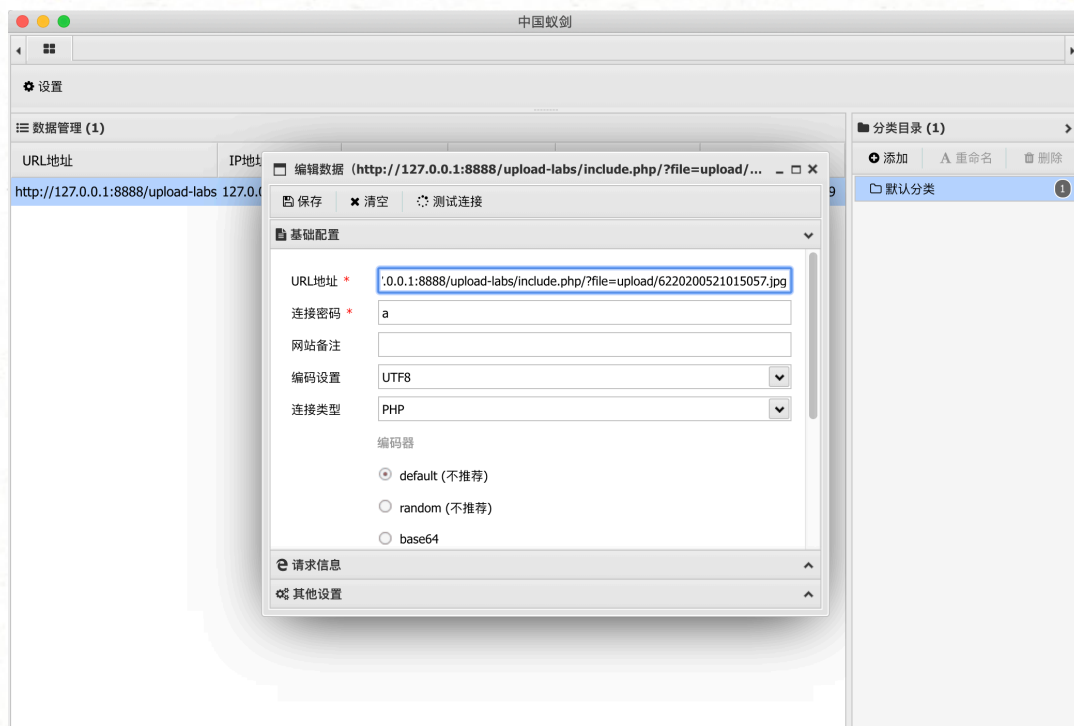 中国蚁剑
设置
数据管理 (1)
URL地址
IP地
http://127.0.0.1:8888/upload-labs
127.0.
9
分类目录 (1)
添加
重命名
删除
默认分类
1
编辑数据 (http://127.0.0.1:8888/upload-labs/include.php/?file=upload/...
保存
清空
测试连接
基础配置
URL地址 *
.0.0.1:8888/upload-labs/include.php/?file=upload/6220200521015057.jpg
连接密码 *
a
网站备注
编码设置
UTF8
连接类型
PHP
编码器
default (不推荐)
random (不推荐)
base64
请求信息
其他设置